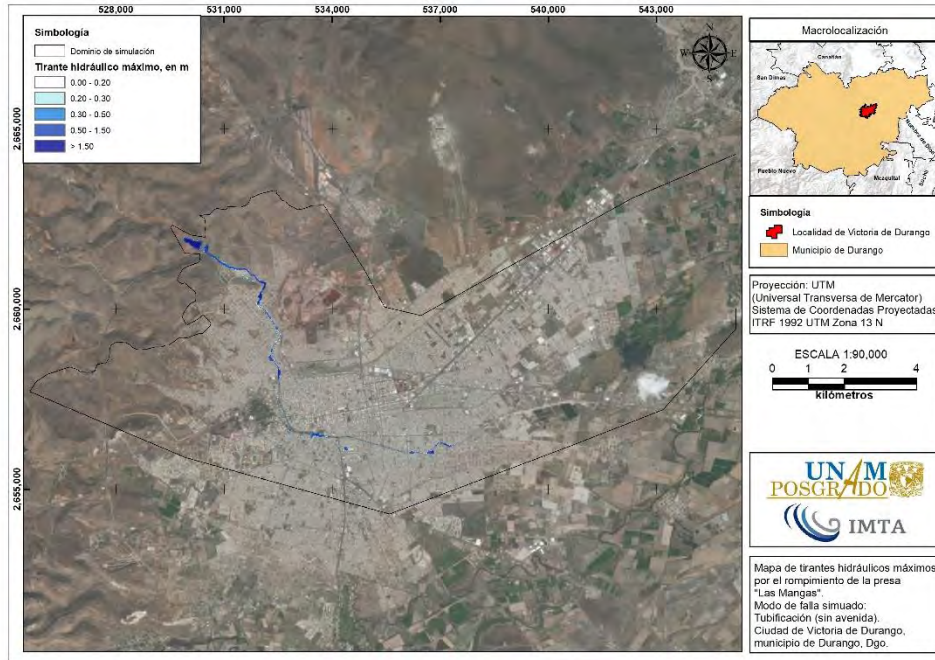 528,000 531,000 534,000 537,000 540,000 543,000
2,665,000
2,660,000
2,655,000
Simbología
Dominio de simulación
Tirante hidráulico máximo, en m
0.00 - 0.20
0.20 - 0.30
0.30 - 0.50
0.50 - 1.50
> 1.50
N
W E
S
Macrolocalización
Canatlán
San Dimas
Nombre de Dios
Pueblo Nuevo
Mezquital
Simbología
Localidad de Victoria de Durango
Municipio de Durango
Proyección: UTM
(Universal Transversa de Mercator)
Sistema de Coordenadas Proyectadas
ITRF 1992 UTM Zona 13 N
ESCALA 1:90,000
0 1 2 4
kilómetros
UNAM
POSGRADO
IMTA
Mapa de tirantes hidráulicos máximos
por el rompimiento de la presa
"Las Mangas".
Modo de falla simuado:
Tubificación (sin avenida).
Ciudad de Victoria de Durango,
municipio de Durango, Dgo.